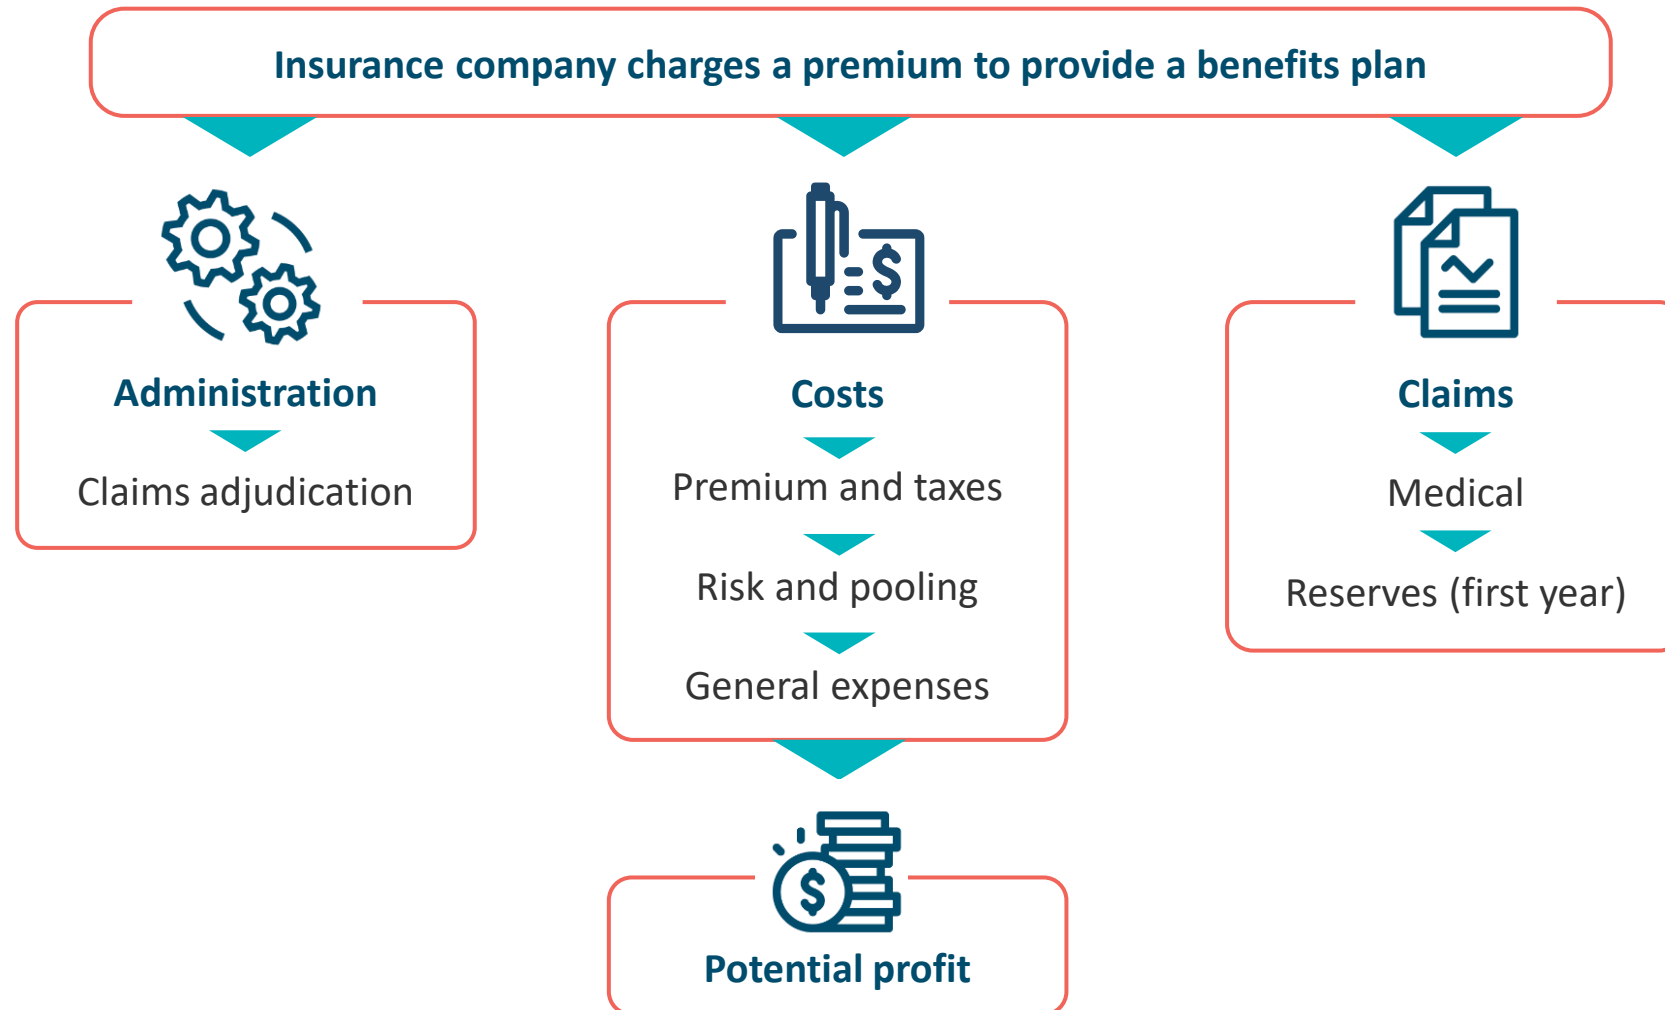 Insurance company charges a premium to provide a benefits plan
Administration
Claims adjudication
$
Costs
Premium and taxes
Risk and pooling
General expenses
Claims
Medical
Reserves (first year)
$
Potential profit